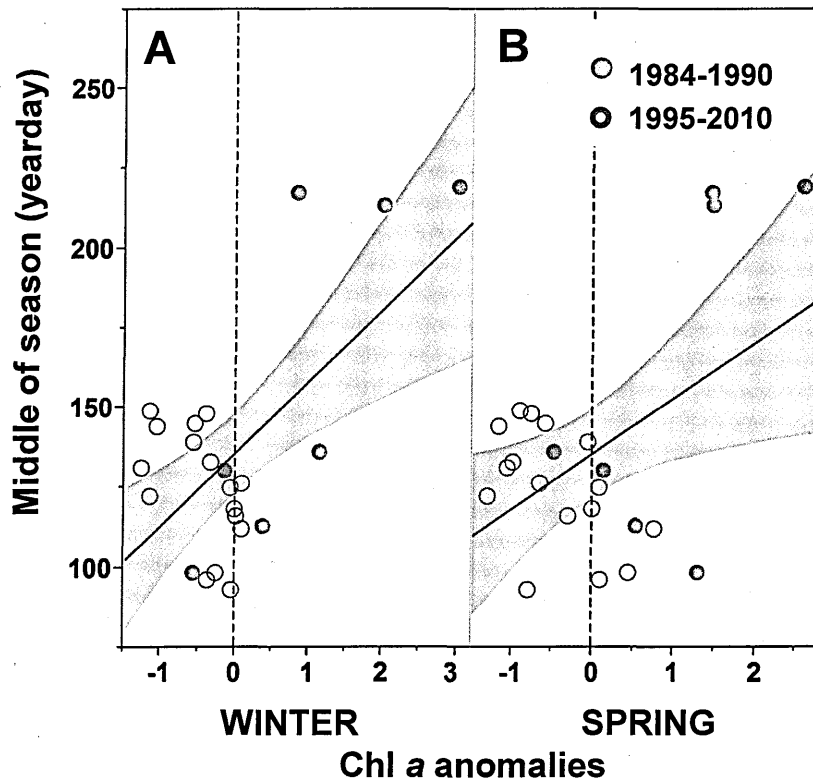 A
B
1984-1990
1995-2010
Middle of season (yearday)
250
200
150
100
-1 0 1 2 3
-1 0 1 2
WINTER
SPRING
Chl a anomalies